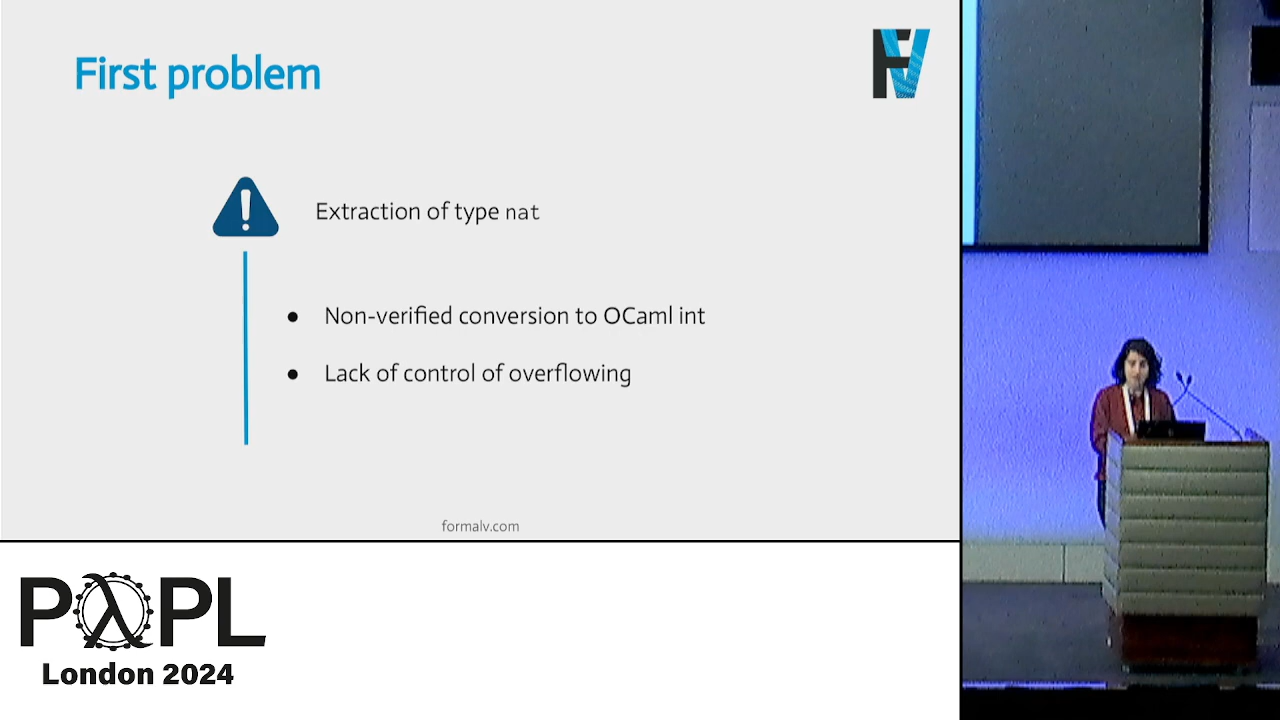 First problem
FV
Extraction of type nat
● Non-verified conversion to OCaml int
● Lack of control of overflowing
formalv.com
PλPL
London 2024